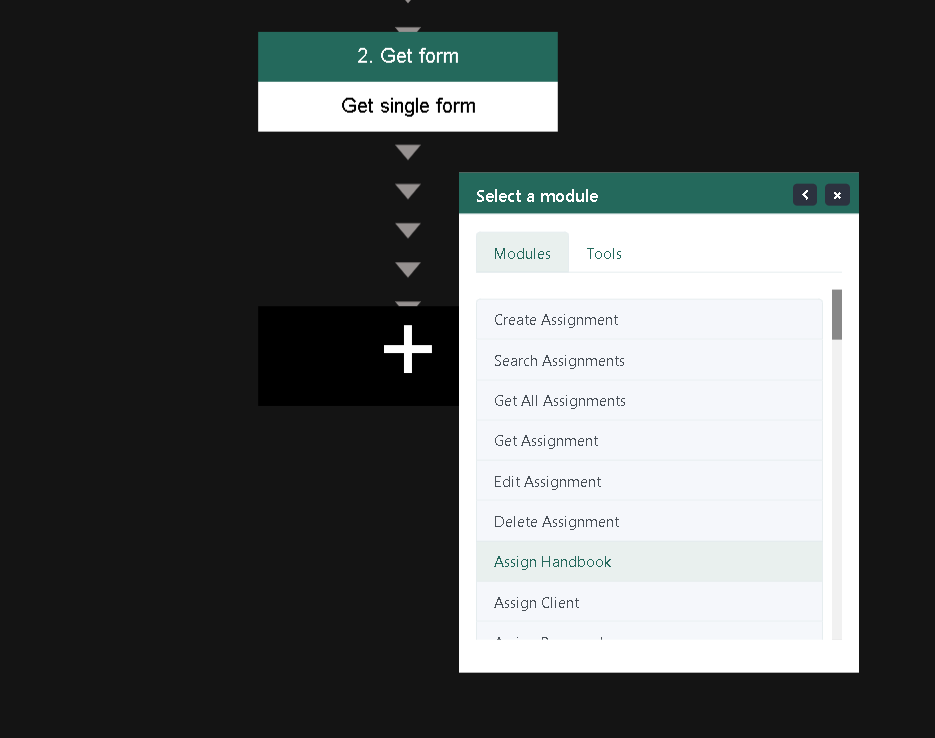 2. Get form
Get single form
Select a module
Modules
Tools
Create Assignment
Search Assignments
Get All Assignments
Get Assignment
Edit Assignment
Delete Assignment
Assign Handbook
Assign Client